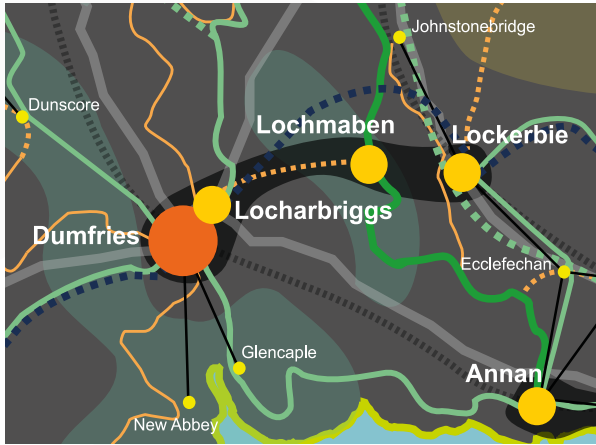 Johnstonebridge
Dunscore
Lochmaben
Lockerbie
Locharbriggs
Dumfries
Ecclefechan
Glencaple
Annan
New Abbey